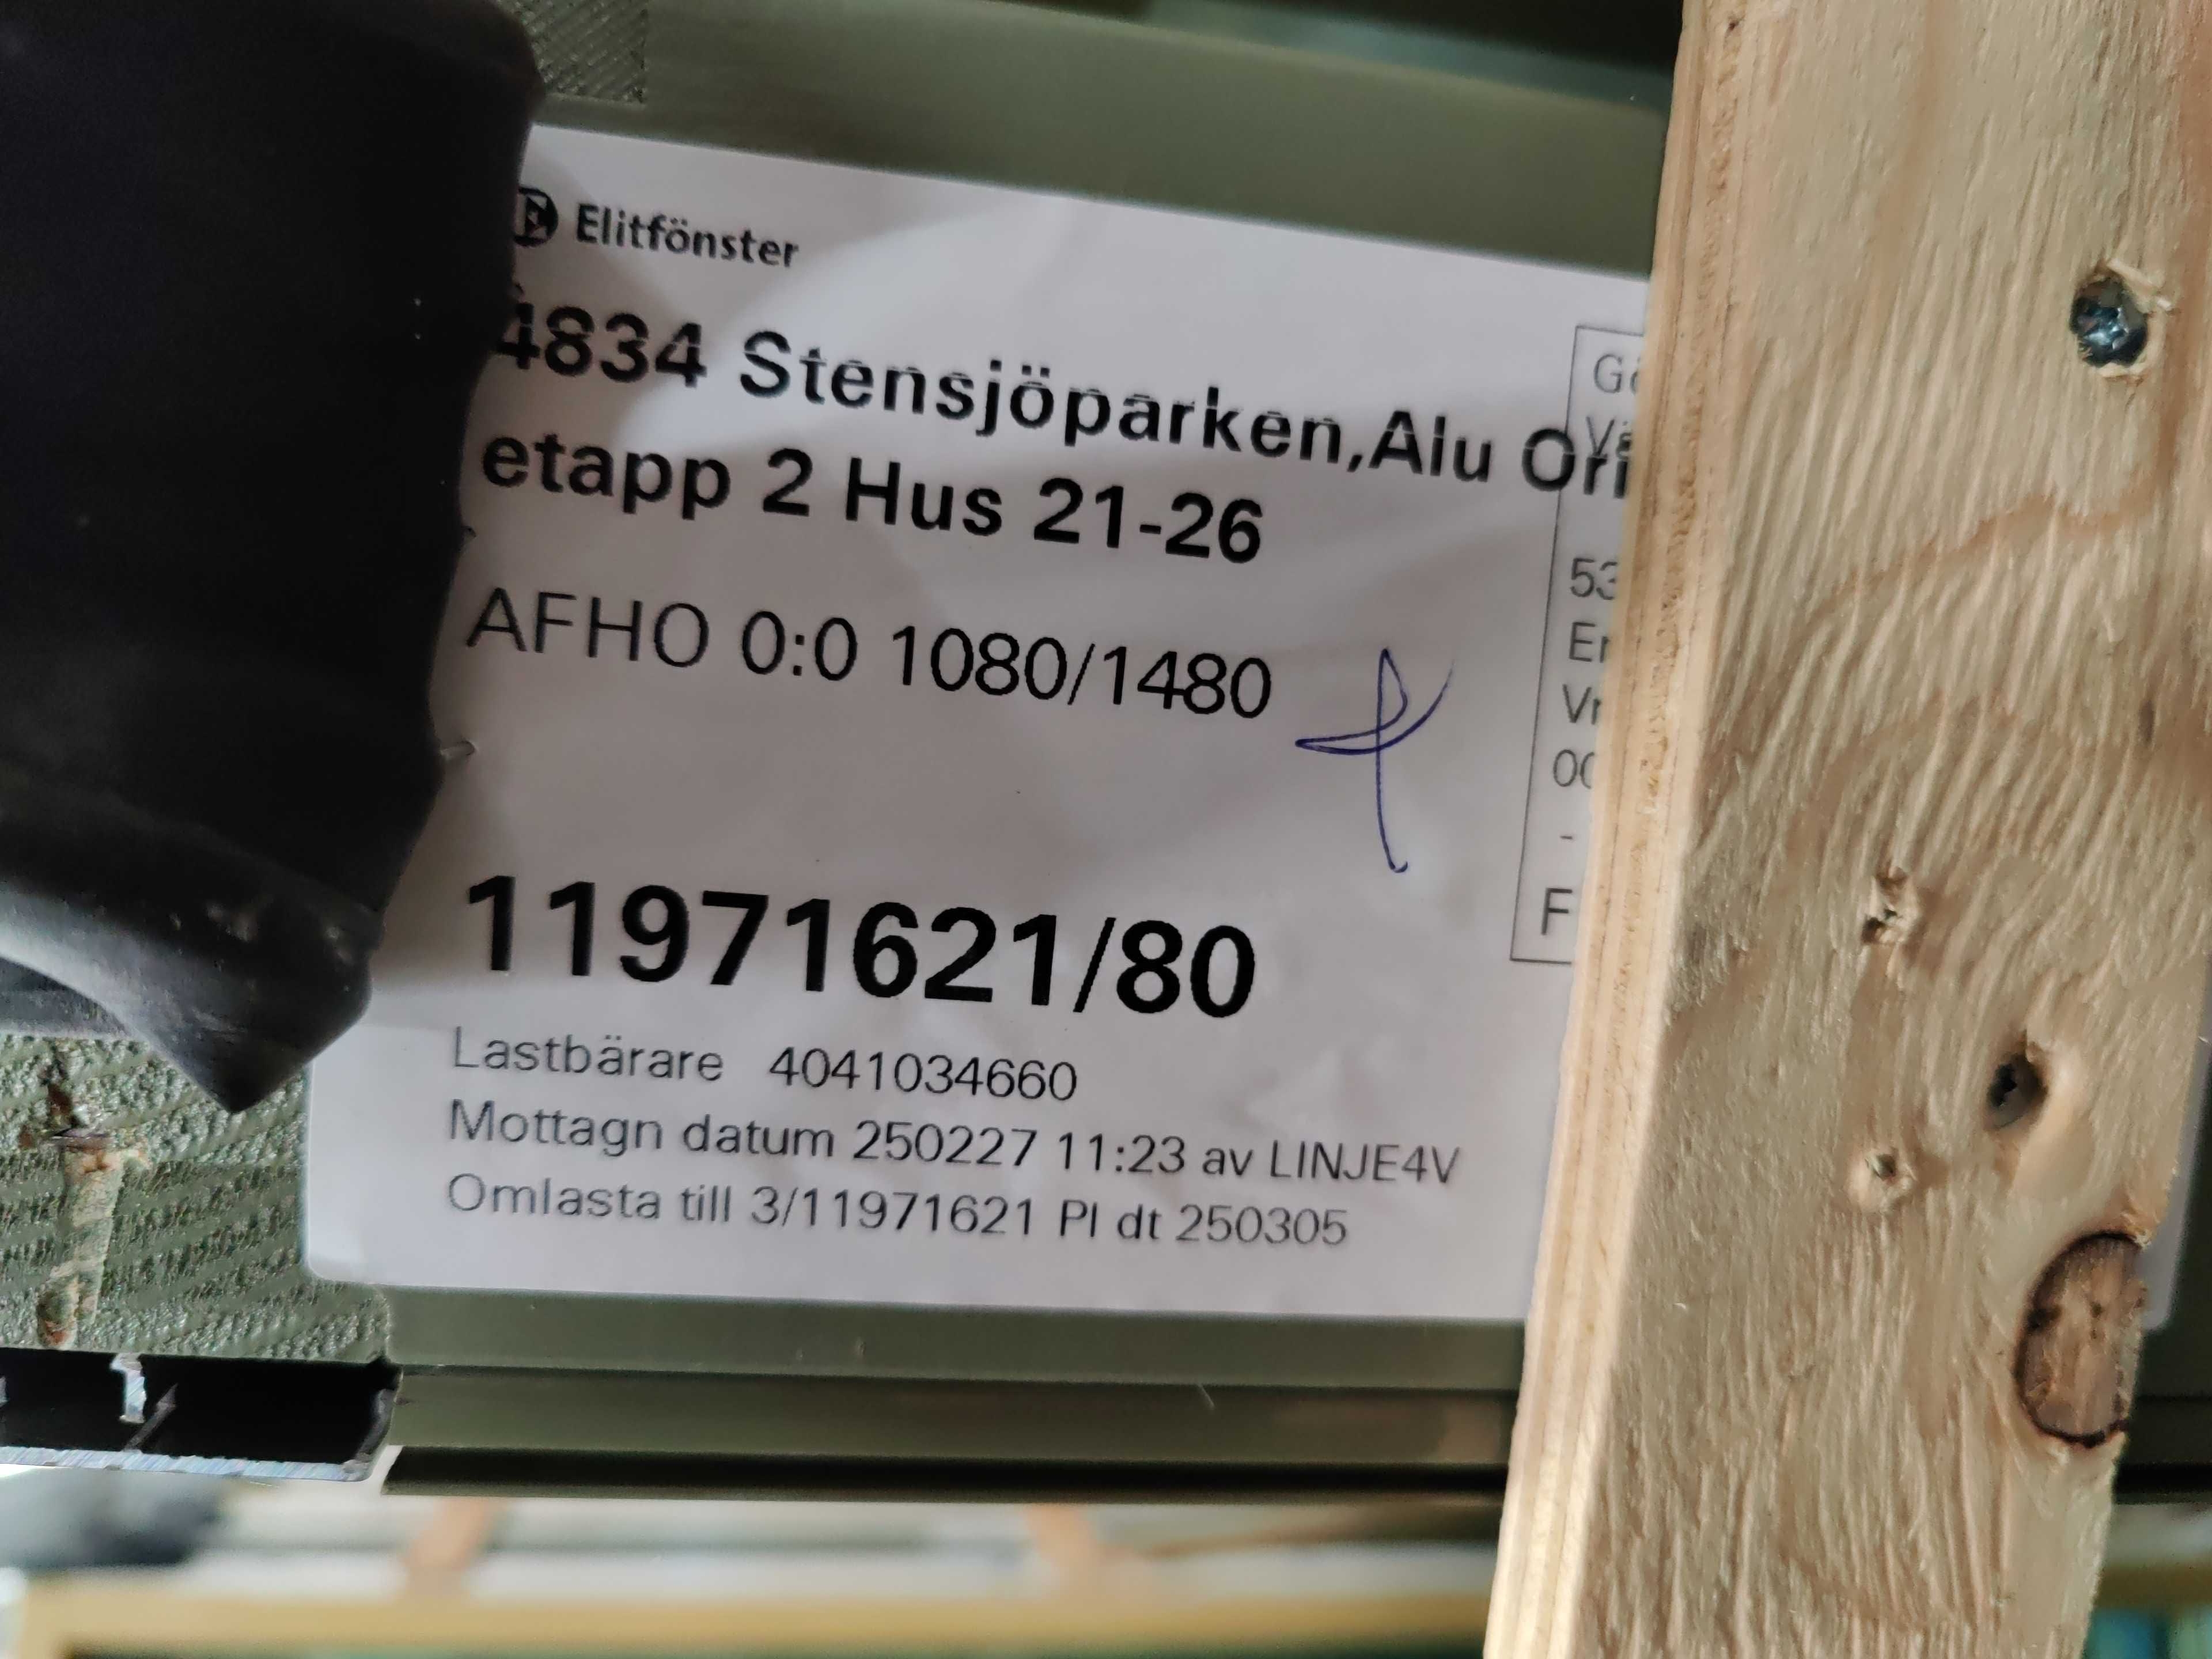 Elitfönster
4834 Stensjöparken,Alu Ori
etapp 2 Hus 21-26
AFHO 0:0 1080/1480
11971621/80
Lastbärare 4041034660
Mottagn datum 250227 11:23 av LINJE4V
Omlasta till 3/11971621 Pl dt 250305
53
-
F